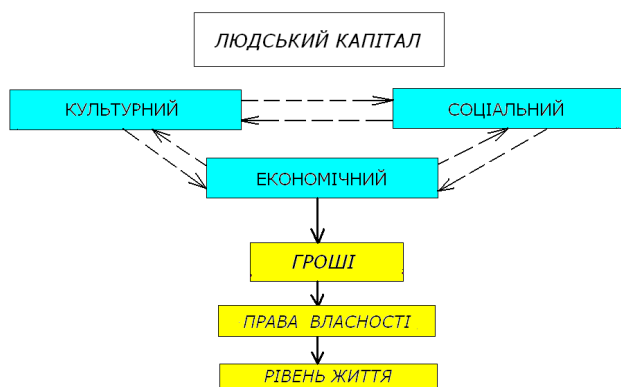 ЛЮДСЬКИЙ КАПІТАЛ
КУЛЬТУРНИЙ
СОЦІАЛЬНИЙ
ЕКОНОМІЧНИЙ
ГРОШІ
ПРАВА ВЛАСНОСТІ
РІВЕНЬ ЖИТТЯ